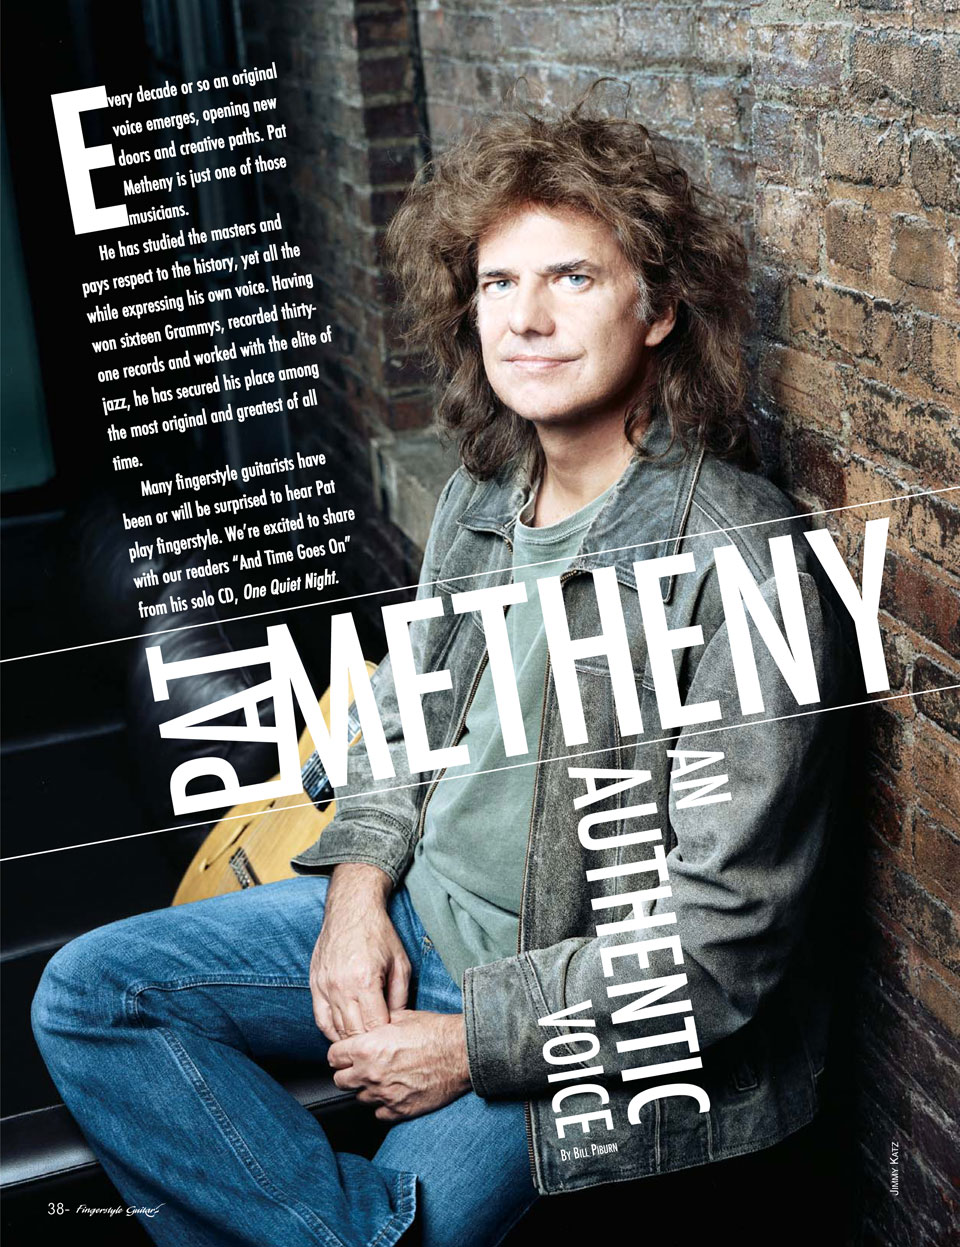 Every decade or so an original
voice emerges, opening new
doors and creative paths. Pat
Metheny is just one of those
musicians.
He has studied the masters and
pays respect to the history, yet all the
while expressing his own voice. Having
won sixteen Grammys, recorded thirty-
one records and worked with the elite of
jazz, he has secured his place among
the most original and greatest of all
time.
Many fingerstyle guitarists have
been or will be surprised to hear Pat
play fingerstyle. We’re excited to share
with our readers “And Time Goes On”
from his solo CD, One Quiet Night.
PAT
METHENY
AN
AUTHENTIC
VOICE
By Bill Piburn
Jimmy Katz
38- Fingerstyle Guitar